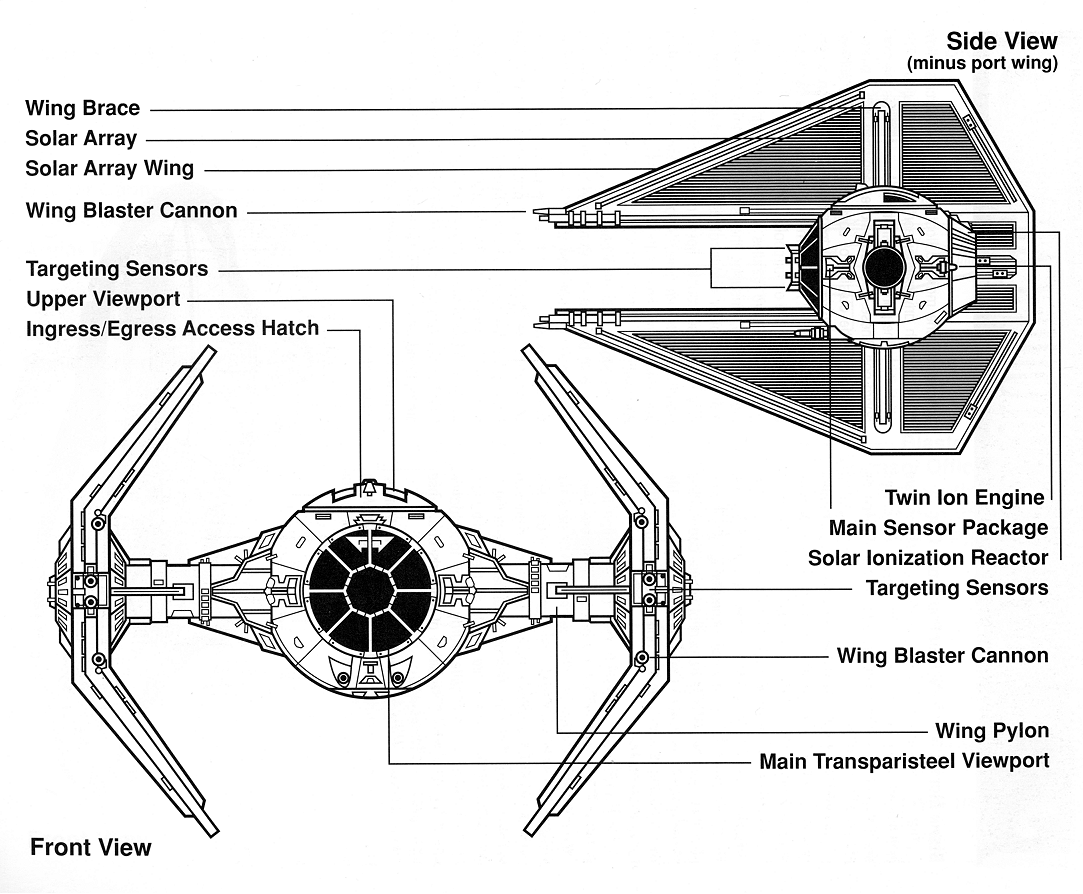 Side View
(minus port wing)
Wing Brace
Solar Array
Solar Array Wing
Wing Blaster Cannon
Targeting Sensors
Upper Viewport
Ingress/Egress Access Hatch
Twin Ion Engine
Main Sensor Package
Solar Ionization Reactor
Targeting Sensors
Wing Blaster Cannon
Wing Pylon
Main Transparisteel Viewport
Front View